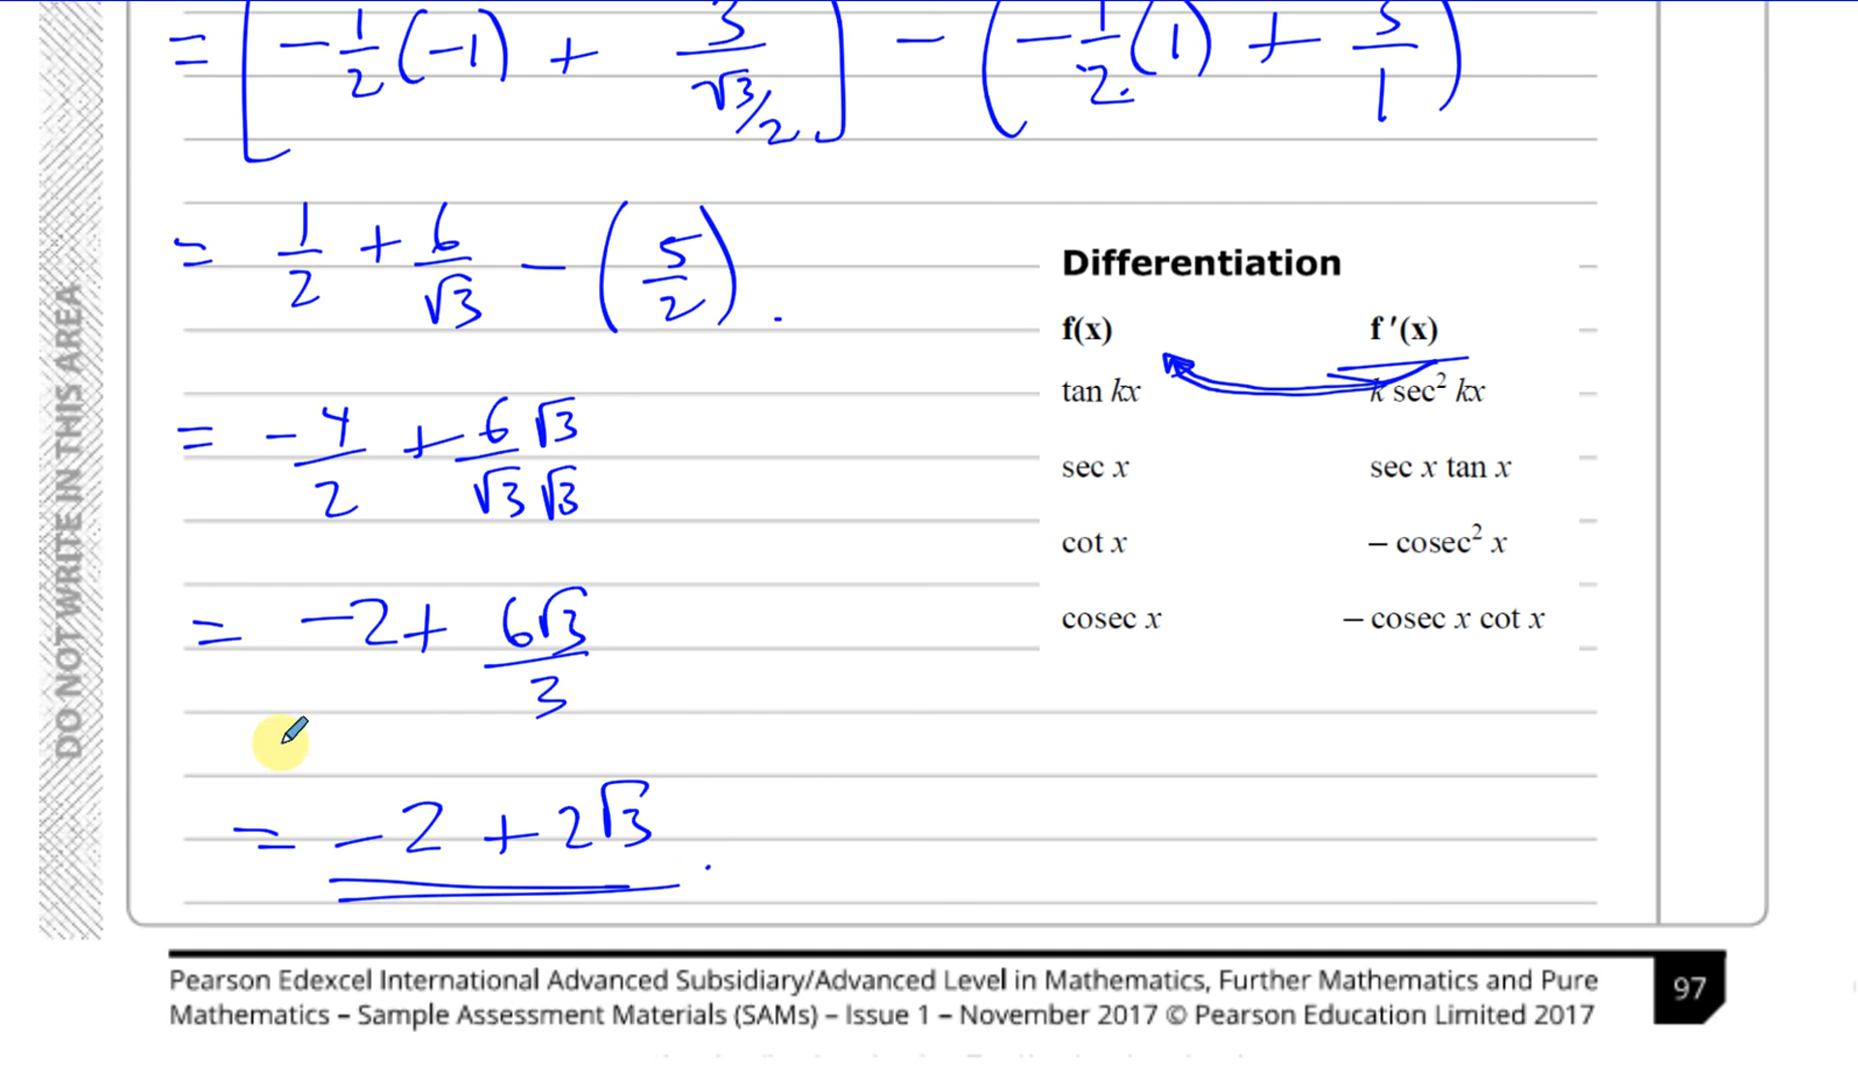 = [ -1/2 (-1) + 3/(√3/2) ] - ( -1/2 (1) + 3/1 )
= 1/2 + 6/√3 - ( 5/2 ) .
= -4/2 + 6√3/√3√3
= -2 + 6√3/3
= -2 + 2√3 .
Differentiation
f(x) f ′(x)
tan kx k sec² kx
sec x sec x tan x
cot x – cosec² x
cosec x – cosec x cot x
DO NOT WRITE IN THIS AREA
Pearson Edexcel International Advanced Subsidiary/Advanced Level in Mathematics, Further Mathematics and Pure
Mathematics – Sample Assessment Materials (SAMs) – Issue 1 – November 2017 © Pearson Education Limited 2017
97